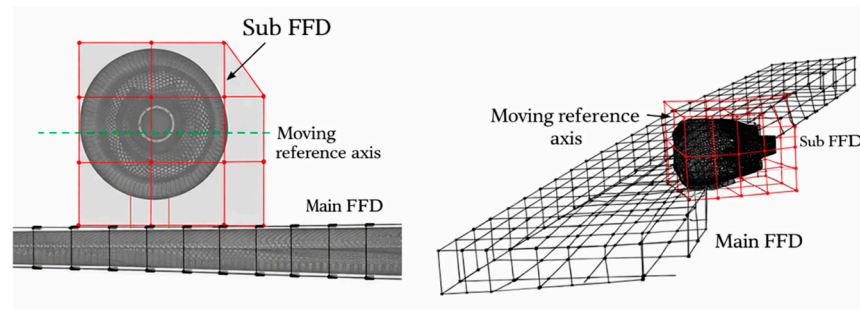 Sub FFD
Moving
reference axis
Main FFD
Moving reference
axis
Sub FFD
Main FFD